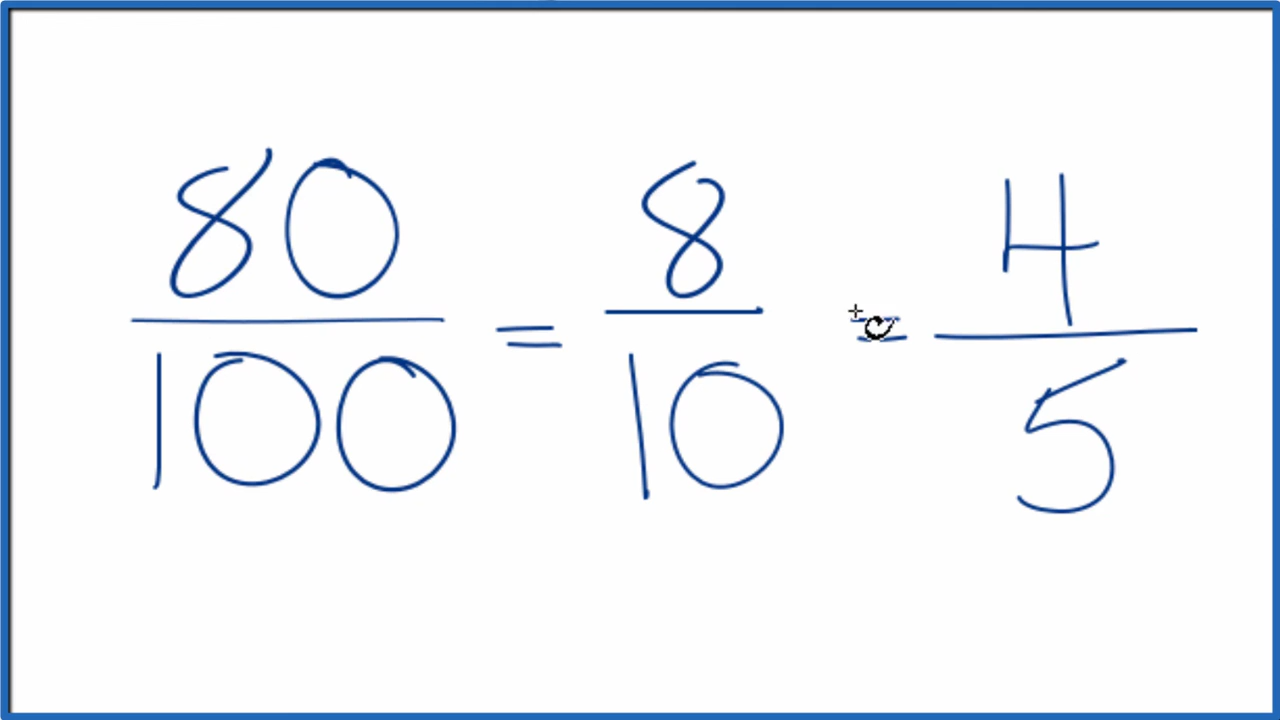 80/100 = 8/10 = 4/5